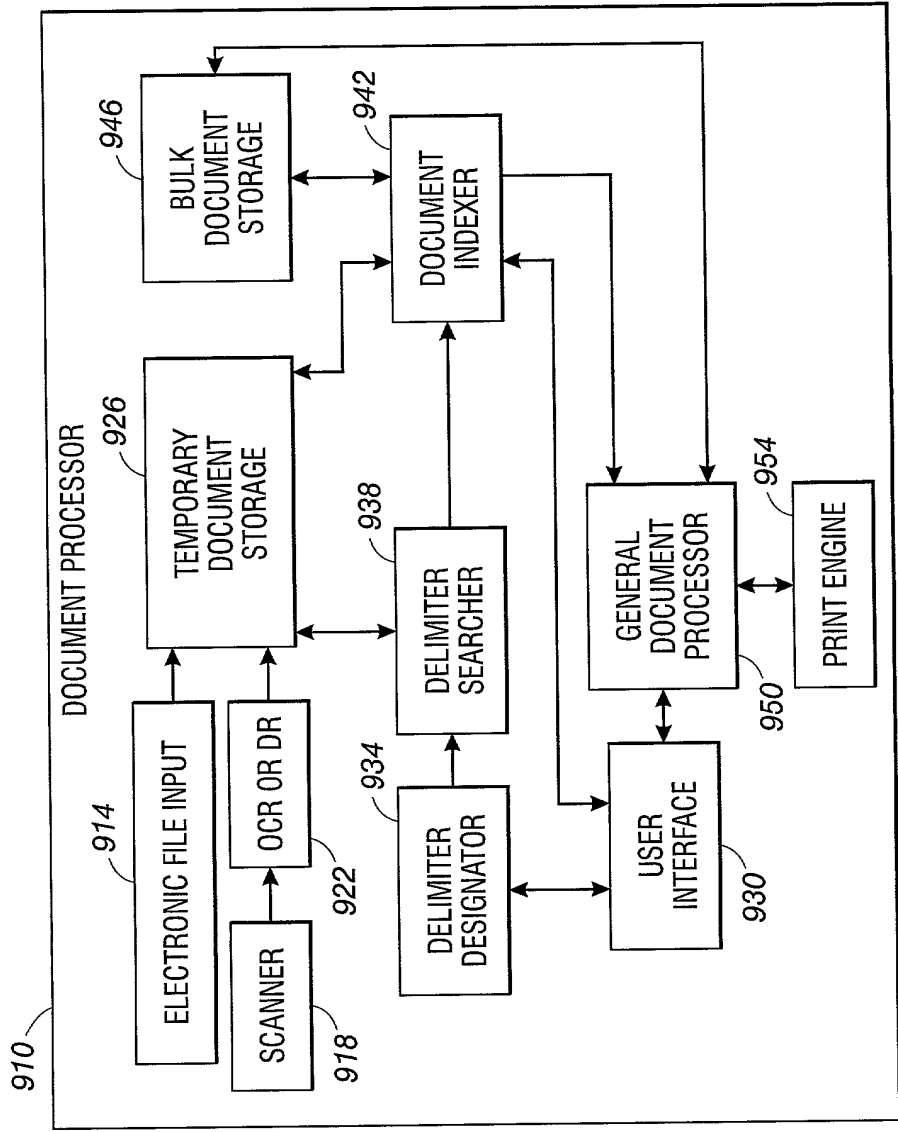 DOCUMENT PROCESSOR
910
914
ELECTRONIC FILE INPUT
SCANNER
918
OCR OR DR
922
926
TEMPORARY
DOCUMENT
STORAGE
946
BULK
DOCUMENT
STORAGE
934
DELIMITER
DESIGNATOR
938
DELIMITER
SEARCHER
942
DOCUMENT
INDEXER
USER
INTERFACE
930
GENERAL
DOCUMENT
PROCESSOR
950
954
PRINT ENGINE